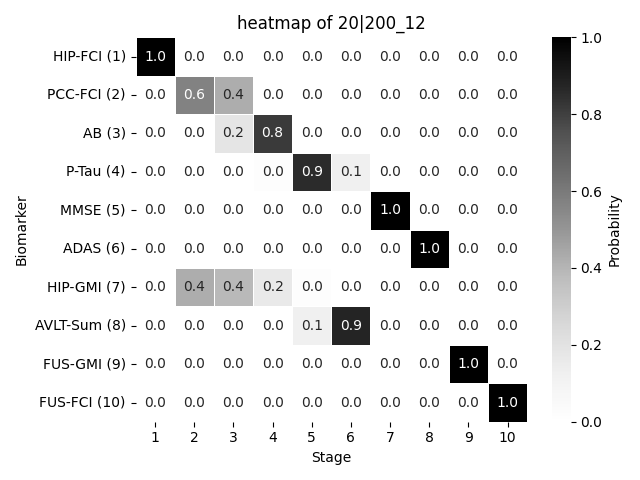 heatmap of 20|200_12
HIP-FCI (1) 1.0 0.0 0.0 0.0 0.0 0.0 0.0 0.0 0.0 0.0
PCC-FCI (2) 0.0 0.6 0.4 0.0 0.0 0.0 0.0 0.0 0.0 0.0
AB (3) 0.0 0.0 0.2 0.8 0.0 0.0 0.0 0.0 0.0 0.0
P-Tau (4) 0.0 0.0 0.0 0.0 0.9 0.1 0.0 0.0 0.0 0.0
MMSE (5) 0.0 0.0 0.0 0.0 0.0 0.0 1.0 0.0 0.0 0.0
ADAS (6) 0.0 0.0 0.0 0.0 0.0 0.0 0.0 1.0 0.0 0.0
HIP-GMI (7) 0.0 0.4 0.4 0.2 0.0 0.0 0.0 0.0 0.0 0.0
AVLT-Sum (8) 0.0 0.0 0.0 0.0 0.1 0.9 0.0 0.0 0.0 0.0
FUS-GMI (9) 0.0 0.0 0.0 0.0 0.0 0.0 0.0 0.0 1.0 0.0
FUS-FCI (10) 0.0 0.0 0.0 0.0 0.0 0.0 0.0 0.0 0.0 1.0
1 2 3 4 5 6 7 8 9 10
Stage
Biomarker
1.0
0.8
0.6
0.4
0.2
0.0
Probability